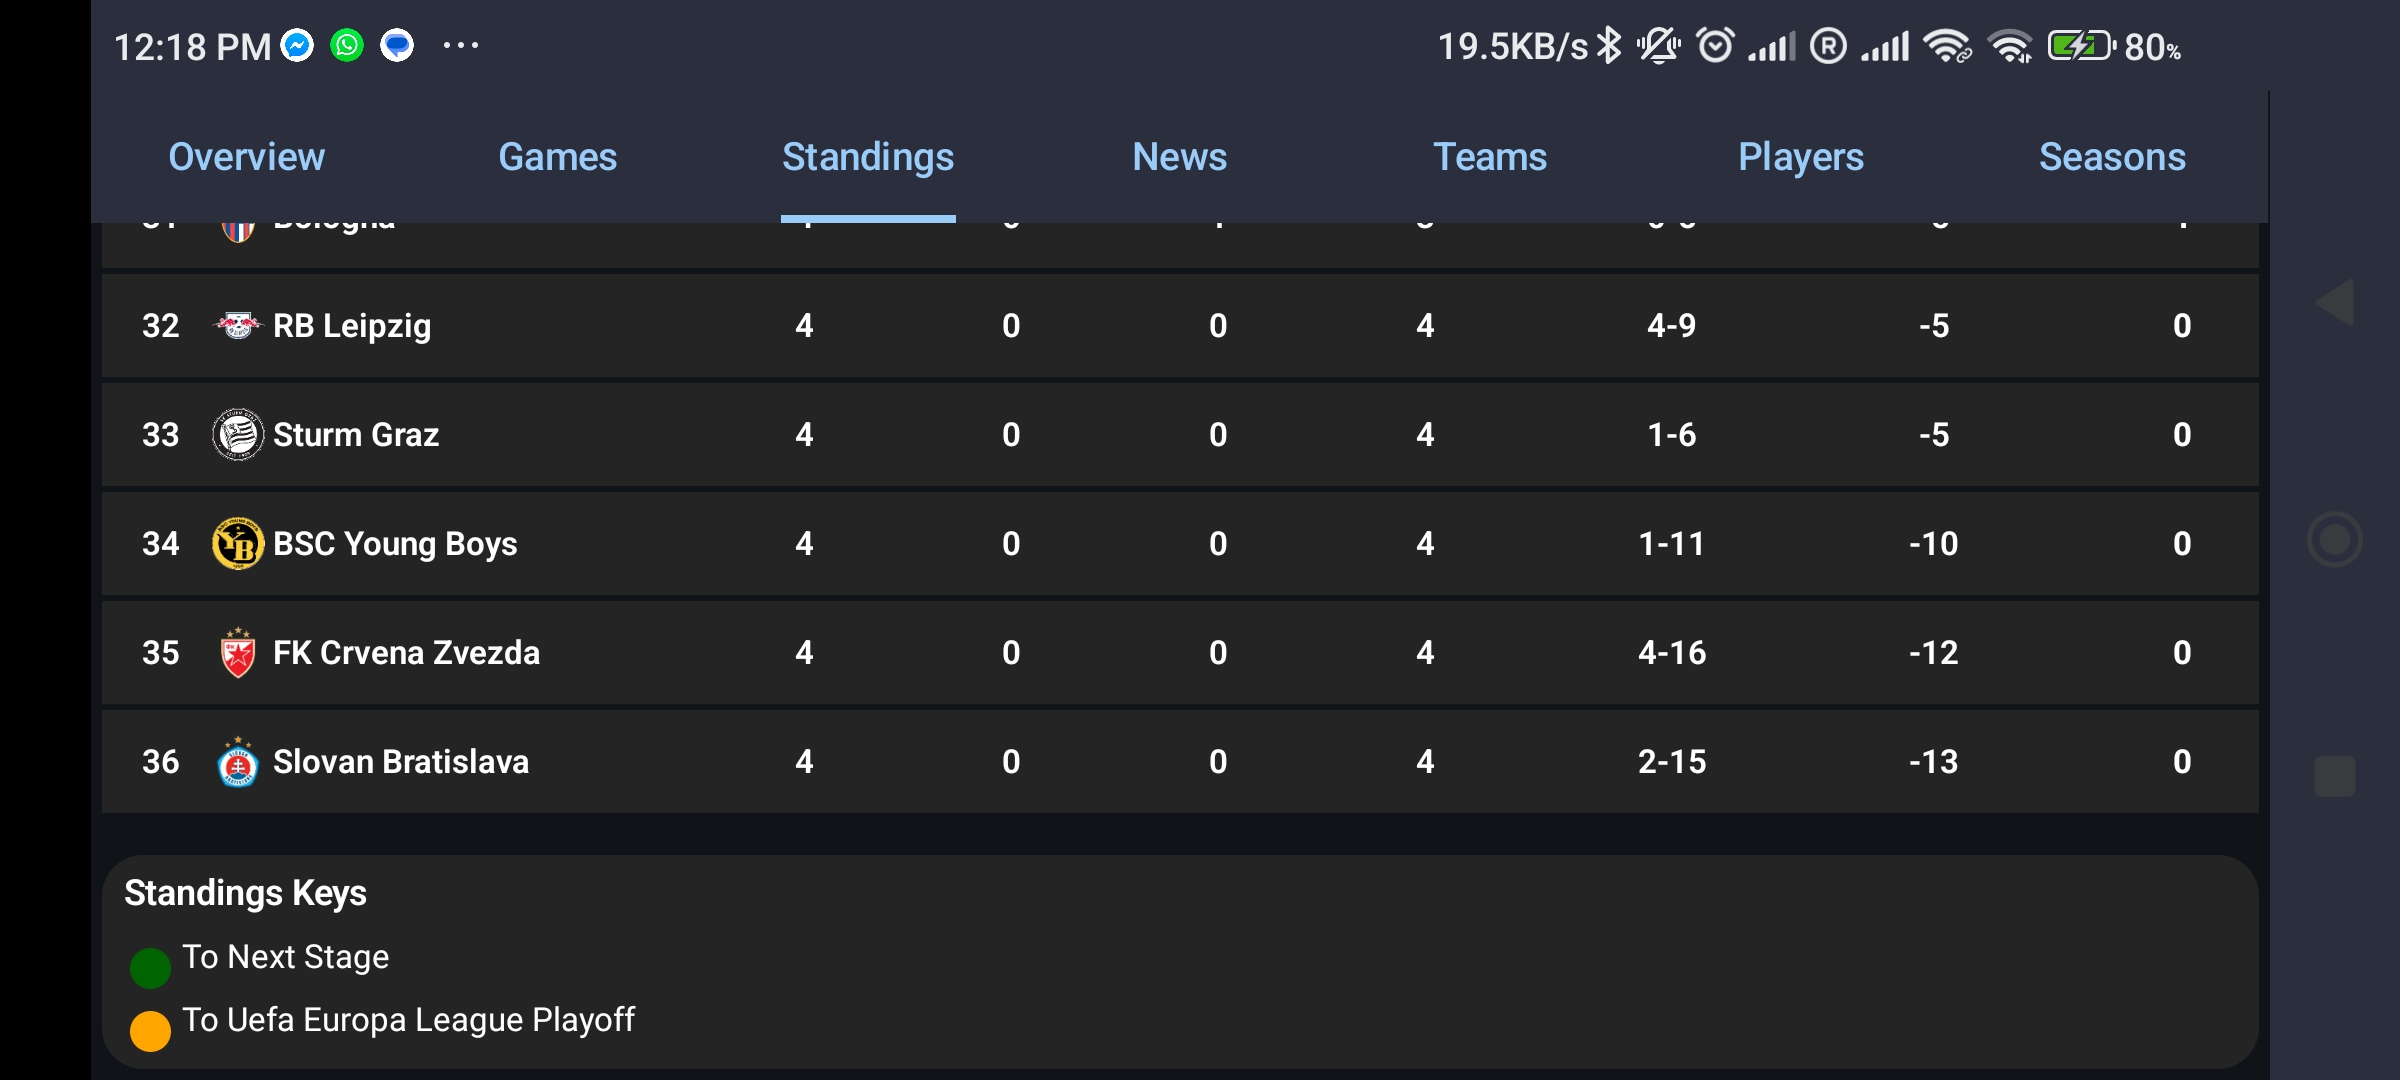 12:18 PM ... 19.5KB/s R 80%
Overview Games Standings News Teams Players Seasons
Bologna
32 RB Leipzig 4 0 0 4 4-9 -5 0
33 Sturm Graz 4 0 0 4 1-6 -5 0
34 BSC Young Boys 4 0 0 4 1-11 -10 0
35 FK Crvena Zvezda 4 0 0 4 4-16 -12 0
36 Slovan Bratislava 4 0 0 4 2-15 -13 0
Standings Keys
To Next Stage
To Uefa Europa League Playoff